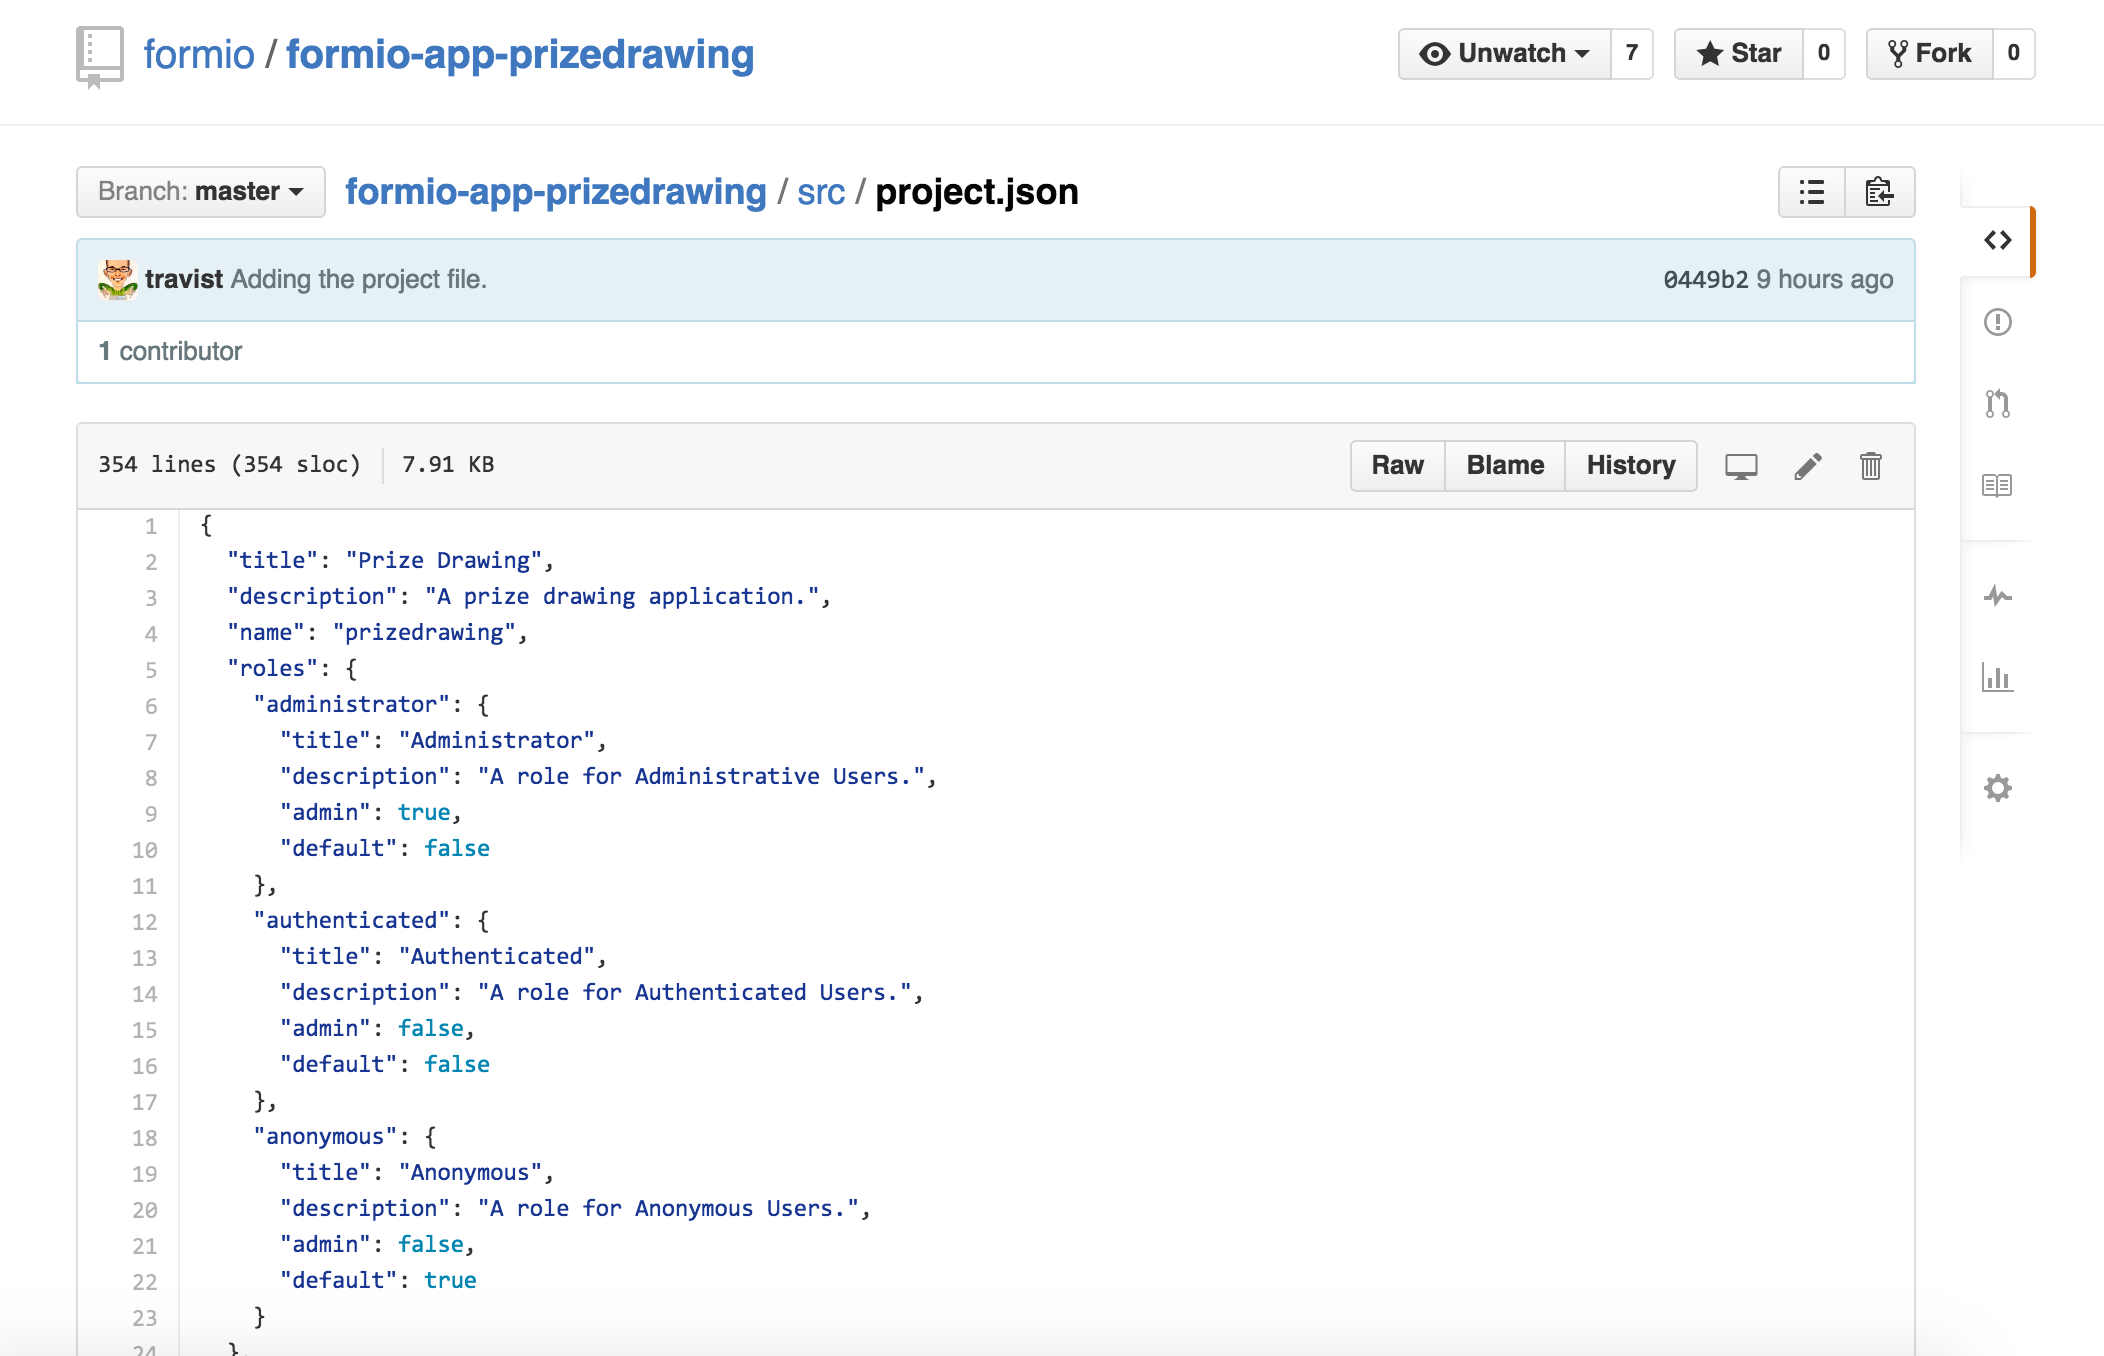 formio / formio-app-prizedrawing
Unwatch 7 Star 0 Fork 0
Branch: master formio-app-prizedrawing / src / project.json
travist Adding the project file. 0449b2 9 hours ago
1 contributor
354 lines (354 sloc) 7.91 KB Raw Blame History
1 {
2 "title": "Prize Drawing",
3 "description": "A prize drawing application.",
4 "name": "prizedrawing",
5 "roles": {
6 "administrator": {
7 "title": "Administrator",
8 "description": "A role for Administrative Users.",
9 "admin": true,
10 "default": false
11 },
12 "authenticated": {
13 "title": "Authenticated",
14 "description": "A role for Authenticated Users.",
15 "admin": false,
16 "default": false
17 },
18 "anonymous": {
19 "title": "Anonymous",
20 "description": "A role for Anonymous Users.",
21 "admin": false,
22 "default": true
23 }
24 },